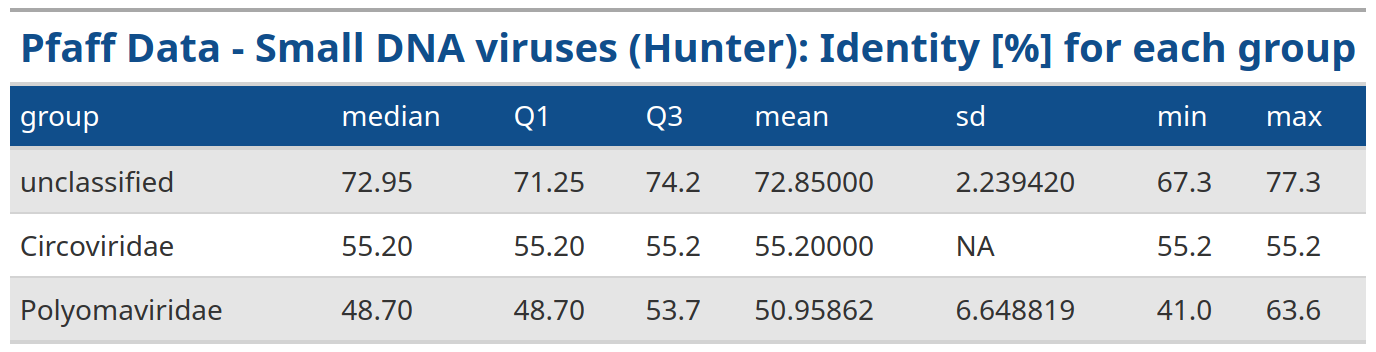 Pfaff Data - Small DNA viruses (Hunter): Identity [%] for each group
group median Q1 Q3 mean sd min max
unclassified 72.95 71.25 74.2 72.85000 2.239420 67.3 77.3
Circoviridae 55.20 55.20 55.2 55.20000 NA 55.2 55.2
Polyomaviridae 48.70 48.70 53.7 50.95862 6.648819 41.0 63.6